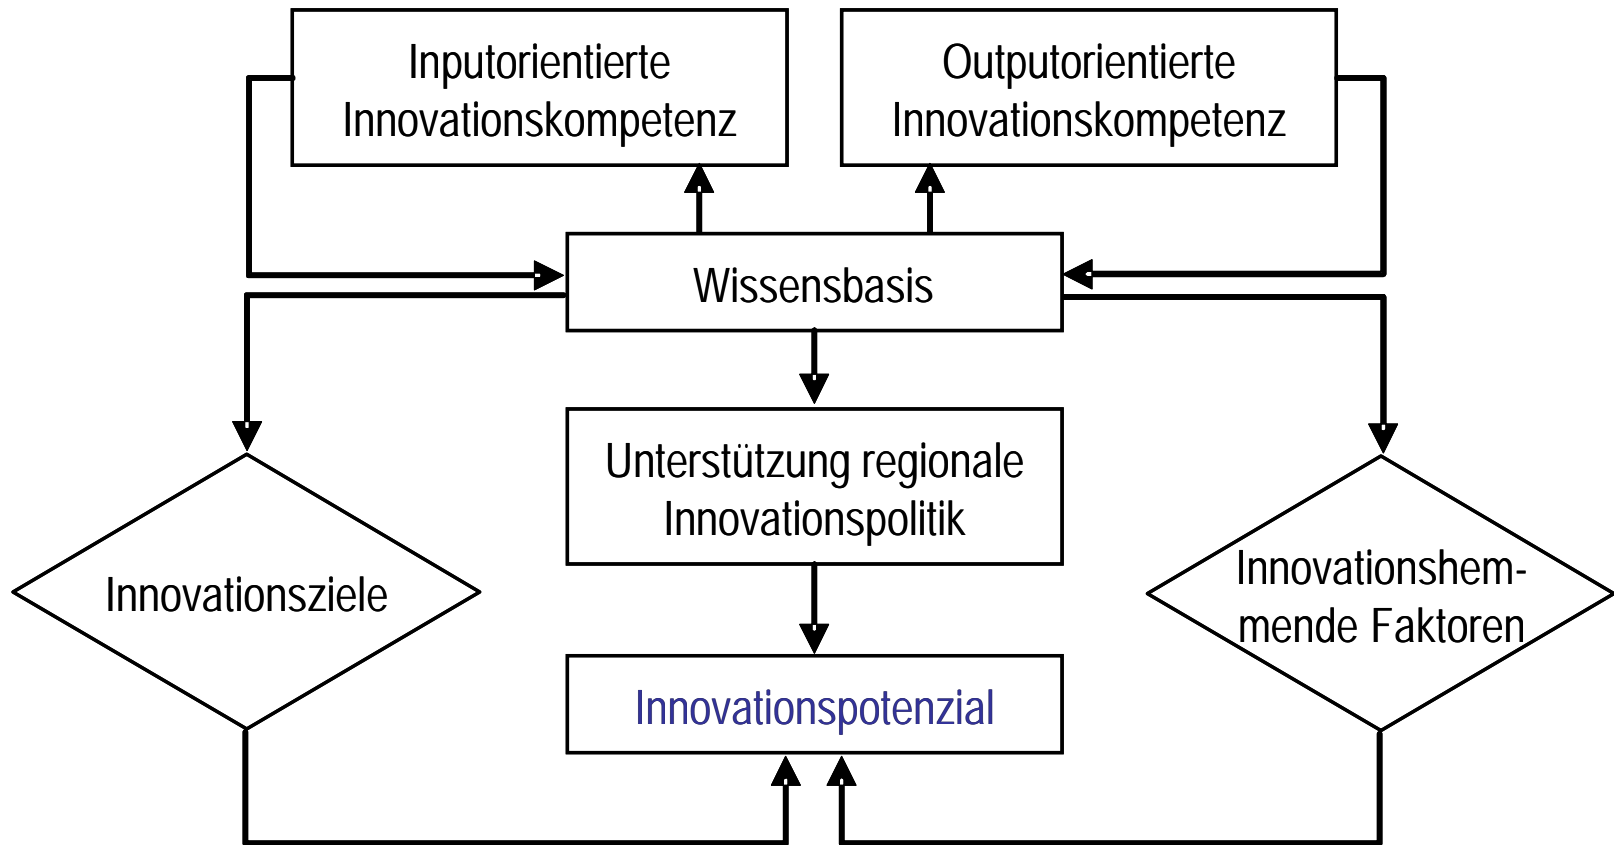 Inputorientierte
Innovationskompetenz
Outputorientierte
Innovationskompetenz
Wissensbasis
Unterstützung regionale
Innovationspolitik
Innovationsziele
Innovationshem-
mende Faktoren
Innovationspotenzial